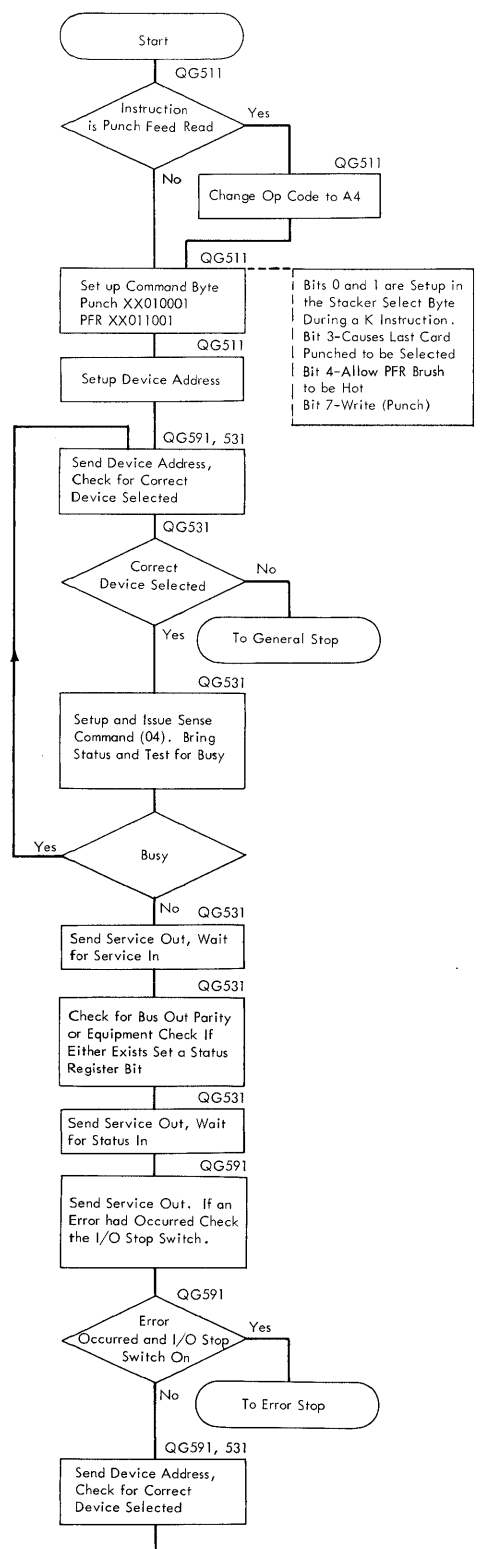 Start
QG511
Instruction
is Punch Feed Read
Yes
No
QG511
Change Op Code to A4
QG511
Set up Command Byte
Punch XX010001
PFR XX011001
Bits 0 and 1 are Setup in
the Stacker Select Byte
During a K Instruction.
Bit 3-Causes Last Card
Punched to be Selected
Bit 4-Allow PFR Brush
to be Hot
Bit 7-Write (Punch)
QG511
Setup Device Address
QG591, 531
Send Device Address,
Check for Correct
Device Selected
QG531
Correct
Device Selected
No
Yes
To General Stop
QG531
Setup and Issue Sense
Command (04). Bring
Status and Test for Busy
Yes
Busy
No
QG531
Send Service Out, Wait
for Service In
QG531
Check for Bus Out Parity
or Equipment Check If
Either Exists Set a Status
Register Bit
QG531
Send Service Out, Wait
for Status In
QG591
Send Service Out. If an
Error had Occurred Check
the I/O Stop Switch.
QG591
Error
Occurred and I/O Stop
Switch On
Yes
No
To Error Stop
QG591, 531
Send Device Address,
Check for Correct
Device Selected